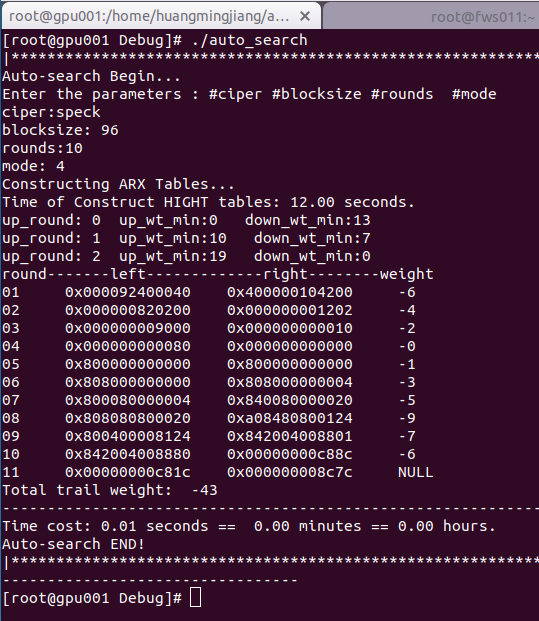 root@gpu001:/home/huangmingjiang/a... × root@fws011:~
[root@gpu001 Debug]# ./auto_search
|***********************************************************
Auto-search Begin...
Enter the parameters : #ciper #blocksize #rounds  #mode
ciper:speck
blocksize: 96
rounds:10
mode: 4
Constructing ARX Tables...
Time of Construct HIGHT tables: 12.00 seconds.
up_round: 0  up_wt_min:0   down_wt_min:13
up_round: 1  up_wt_min:10   down_wt_min:7
up_round: 2  up_wt_min:19   down_wt_min:0
round-------left-------------right--------weight
01     0x000092400040    0x400000104200     -6
02     0x000000820200    0x000000001202     -4
03     0x000000009000    0x000000000010     -2
04     0x000000000080    0x000000000000     -0
05     0x800000000000    0x800000000000     -1
06     0x808000000000    0x808000000004     -3
07     0x800080000004    0x840080000020     -5
08     0x808080800020    0xa08480800124     -9
09     0x800400008124    0x842004008801     -7
10     0x842004008880    0x00000000c88c     -6
11     0x00000000c81c    0x000000008c7c     NULL
Total trail weight:  -43
------------------------------------------------------------
Time cost: 0.01 seconds ==  0.00 minutes == 0.00 hours.
Auto-search END!
|***********************************************************
---------------------------------
[root@gpu001 Debug]#